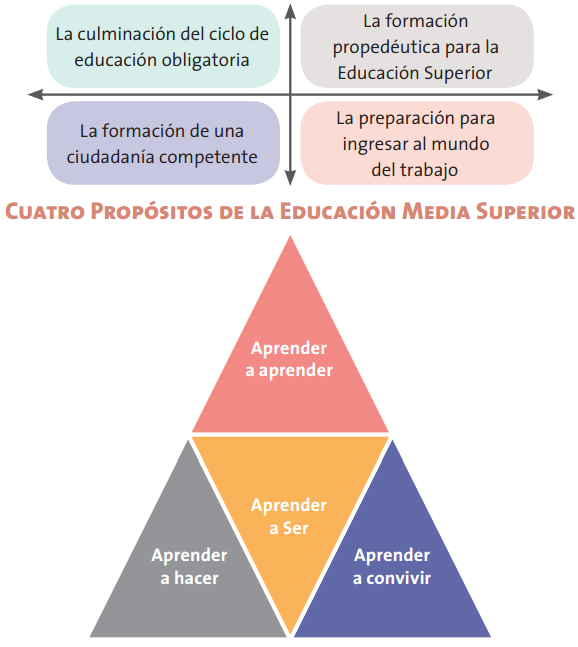 La culminación del ciclo de
educación obligatoria
La formación
propedéutica para la
Educación Superior
La formación de una
ciudadanía competente
La preparación para
ingresar al mundo
del trabajo
Cuatro Propósitos de la Educación Media Superior
Aprender
a aprender
Aprender
a Ser
Aprender
a hacer
Aprender
a convivir